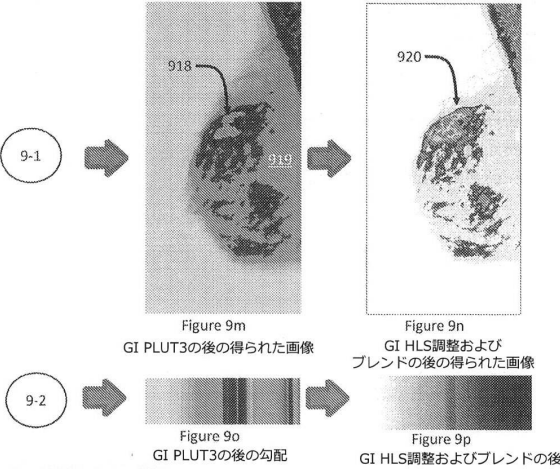 918
920
9-1
919
Figure 9m
GI PLUT3の後の得られた画像
Figure 9n
GI HLS調整および
ブレンドの後の得られた画像
9-2
Figure 9o
GI PLUT3の後の勾配
Figure 9p
GI HLS調整およびブレンドの後